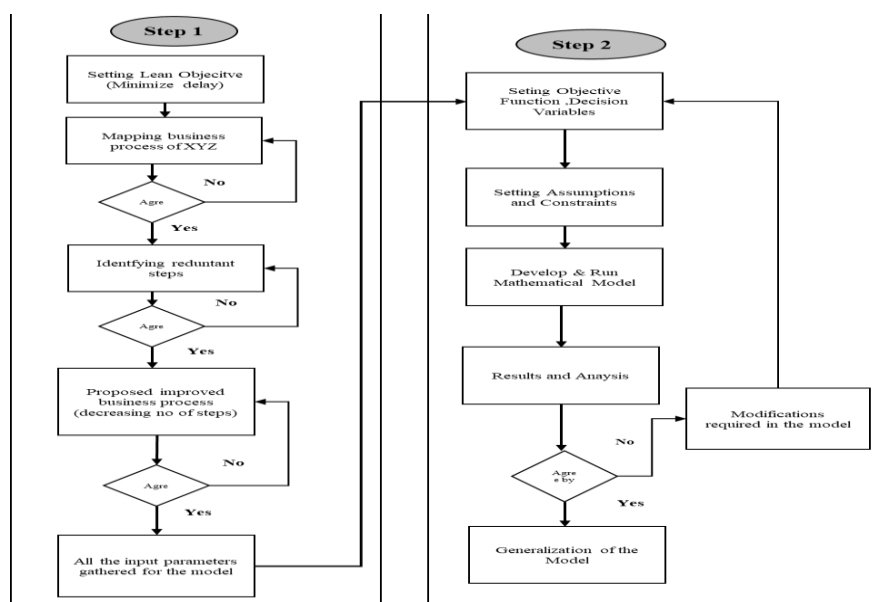 Step 1
Setting Lean Objecitve
(Minimize delay)
Mapping business
process of XYZ
No
Agre
Yes
Identfying reduntant
steps
No
Agre
Yes
Proposed improved
business process
(decreasing no of steps)
No
Agre
Yes
All the input parameters
gathered for the model
Step 2
Seting Objective
Function ,Decision
Variables
Setting Assumptions
and Constraints
Develop & Run
Mathematical Model
Results and Anaysis
Modifications
required in the model
No
Agre
e by
Yes
Generalization of the
Model